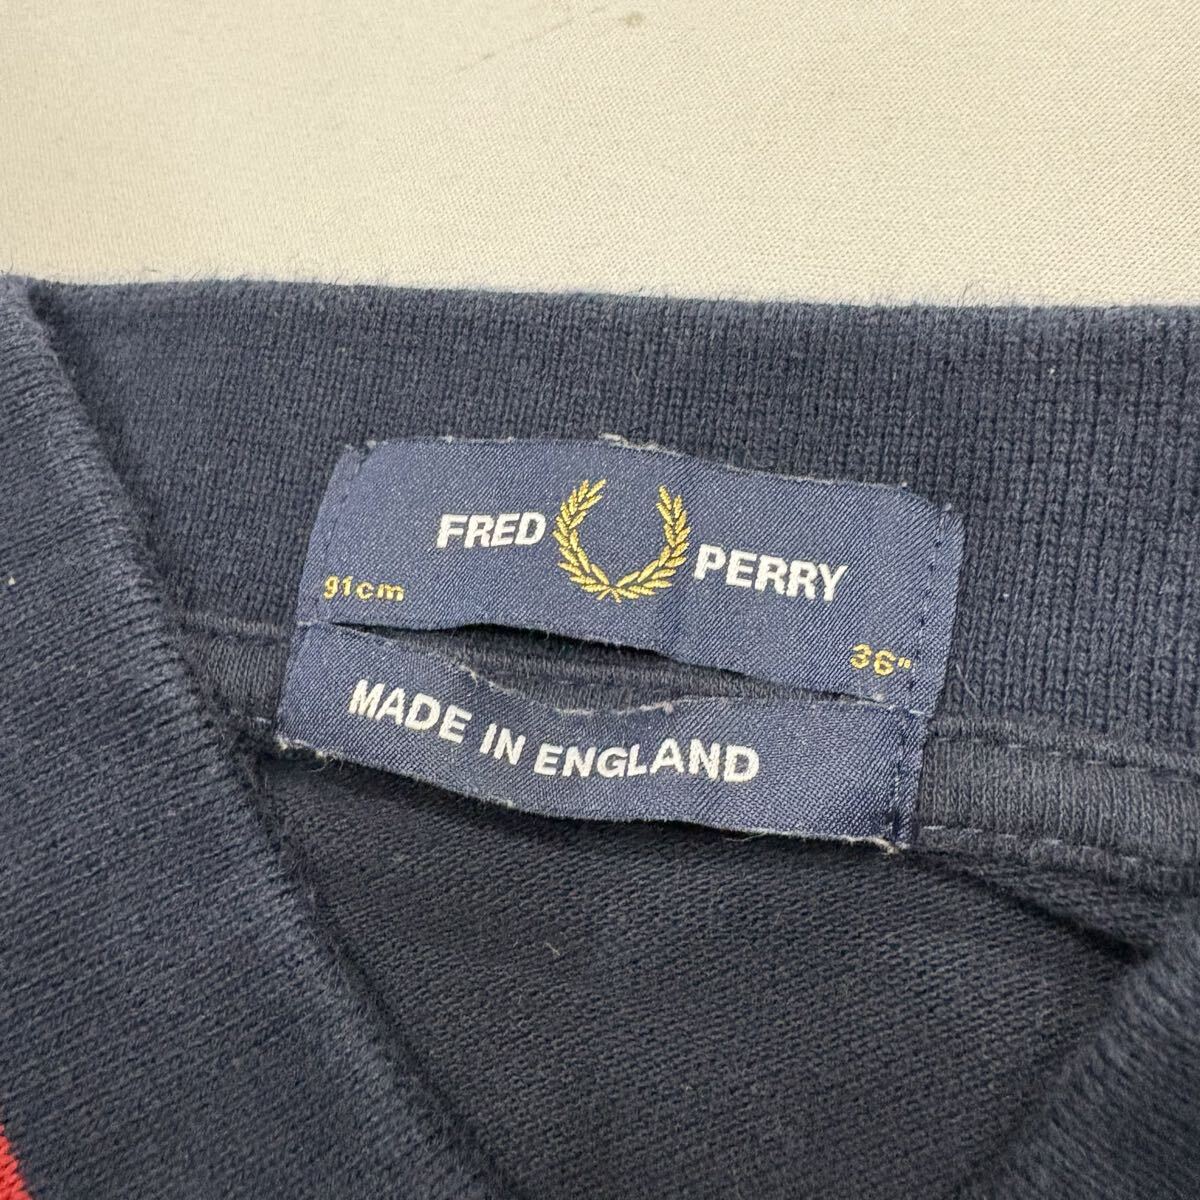 FRED PERRY
91cm
36"
MADE IN ENGLAND